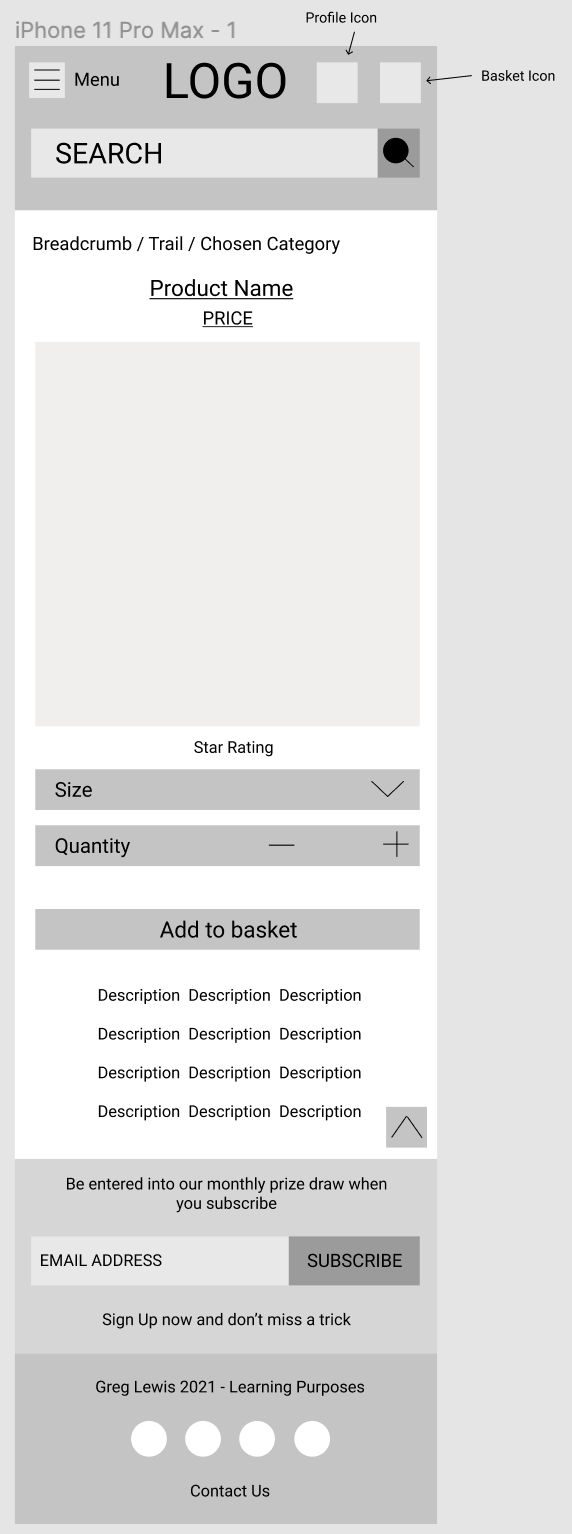 Profile Icon
iPhone 11 Pro Max - 1
Menu
LOGO
Basket Icon
SEARCH
Breadcrumb / Trail / Chosen Category
Product Name
PRICE
Star Rating
Size
Quantity
Add to basket
Description Description Description
Description Description Description
Description Description Description
Description Description Description
Be entered into our monthly prize draw when
you subscribe
EMAIL ADDRESS
SUBSCRIBE
Sign Up now and don’t miss a trick
Greg Lewis 2021 - Learning Purposes
Contact Us